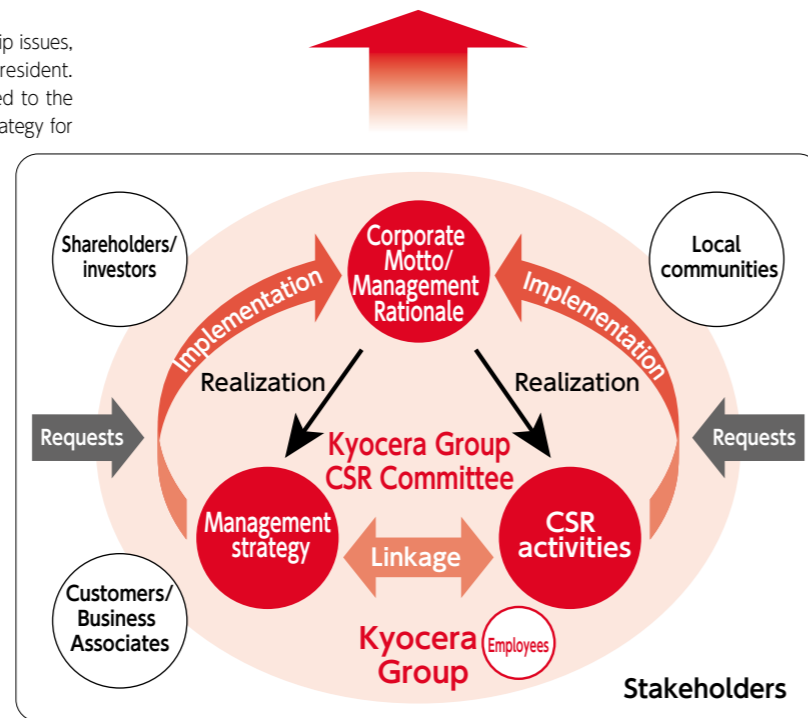 ip issues,
resident.
ed to the
rategy for
Shareholders/
investors
Corporate
Motto/
Management
Rationale
Local
communities
Implementation
Implementation
Realization
Realization
Requests
Requests
Kyocera Group
CSR Committee
Management
strategy
Linkage
CSR
activities
Customers/
Business
Associates
Kyocera
Group
Employees
Stakeholders